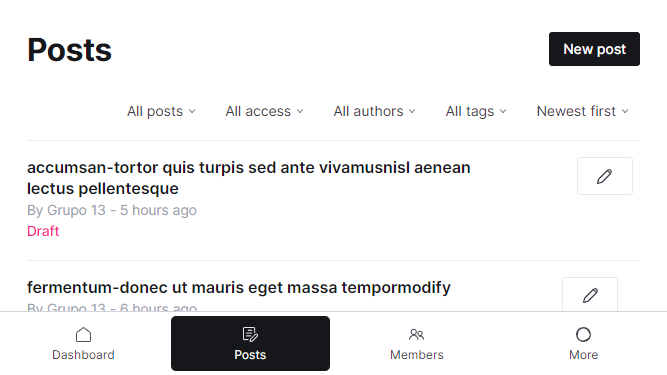 Posts
New post
All posts
All access
All authors
All tags
Newest first
accumsan-tortor quis turpis sed ante vivamusnisl aenean
lectus pellentesque
By Grupo 13 - 5 hours ago
Draft
fermentum-donec ut mauris eget massa tempormodify
By Grupo 13 - 6 hours ago
Dashboard
Posts
Members
More